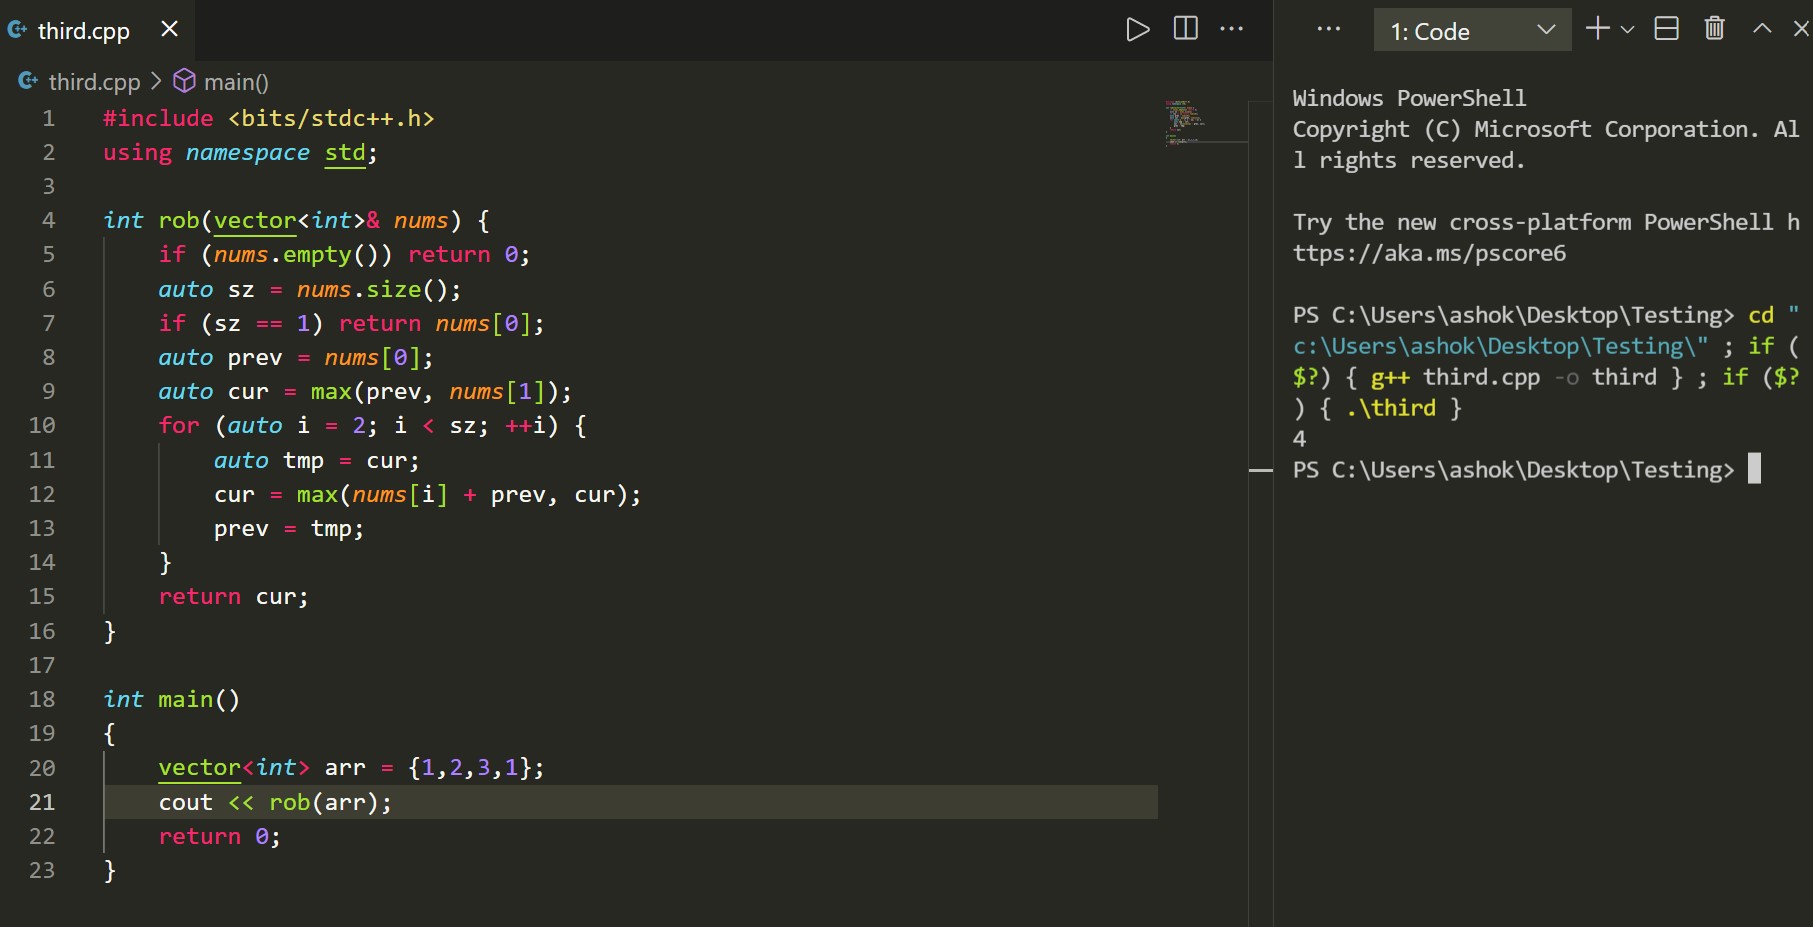 third.cpp
third.cpp > main()
1 #include <bits/stdc++.h>
2 using namespace std;
3
4 int rob(vector<int>& nums) {
5     if (nums.empty()) return 0;
6     auto sz = nums.size();
7     if (sz == 1) return nums[0];
8     auto prev = nums[0];
9     auto cur = max(prev, nums[1]);
10     for (auto i = 2; i < sz; ++i) {
11         auto tmp = cur;
12         cur = max(nums[i] + prev, cur);
13         prev = tmp;
14     }
15     return cur;
16 }
17
18 int main()
19 {
20     vector<int> arr = {1,2,3,1};
21     cout << rob(arr);
22     return 0;
23 }
1: Code
Windows PowerShell
Copyright (C) Microsoft Corporation. Al
l rights reserved.
Try the new cross-platform PowerShell h
ttps://aka.ms/pscore6
PS C:\Users\ashok\Desktop\Testing> cd "
c:\Users\ashok\Desktop\Testing\" ; if (
$?) { g++ third.cpp -o third } ; if ($?
) { .\third }
4
PS C:\Users\ashok\Desktop\Testing>